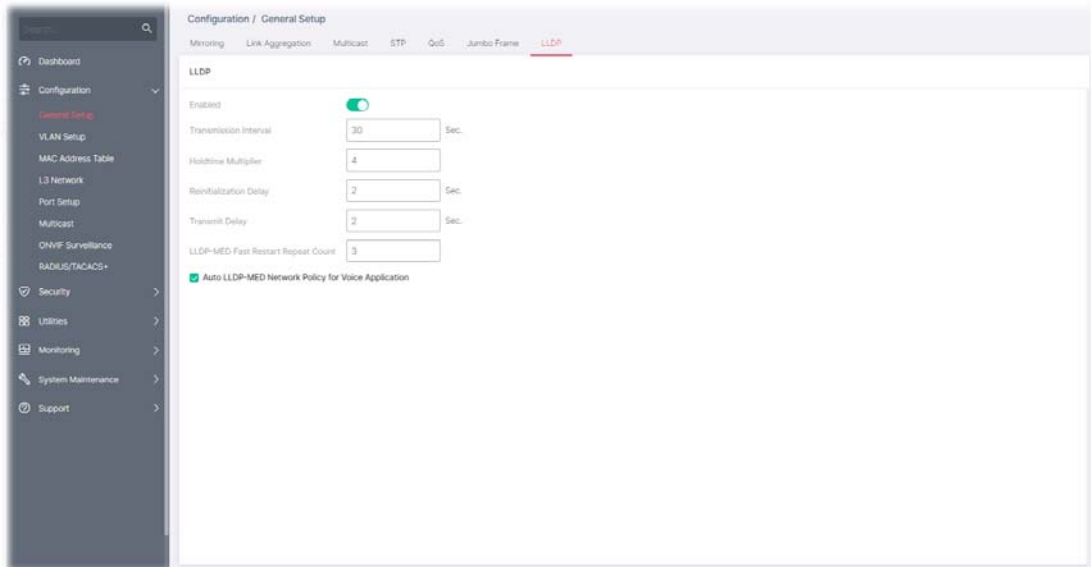 Search...
Dashboard
Configuration
General Setup
VLAN Setup
MAC Address Table
L3 Network
Port Setup
Multicast
ONVIF Surveillance
RADIUS/TACACS+
Security
Utilities
Monitoring
System Maintenance
Support
Configuration / General Setup
Mirroring Link Aggregation Multicast STP QoS Jumbo Frame LLDP
LLDP
Enabled
Transmission Interval 30 Sec.
Holdtime Multiplier 4
Reinitialization Delay 2 Sec.
Transmit Delay 2 Sec.
LLDP-MED Fast Restart Repeat Count 3
Auto LLDP-MED Network Policy for Voice Application